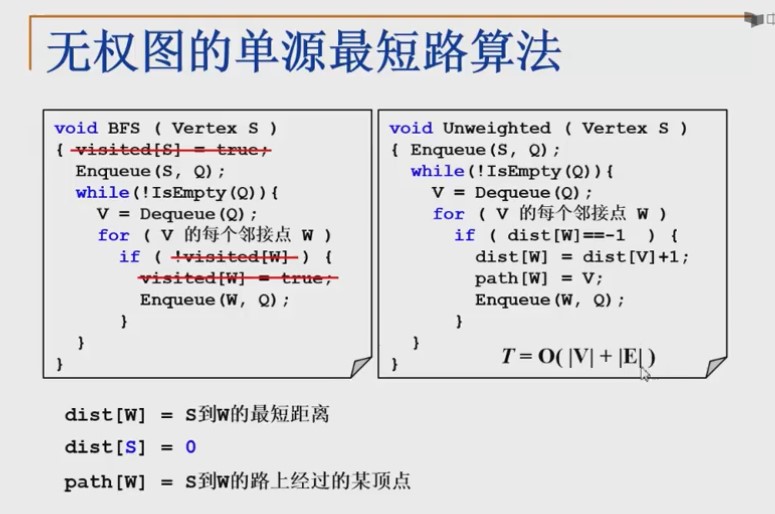 无权图的单源最短路算法
void BFS ( Vertex S )
{ visited[S] = true;
Enqueue(S, Q);
while(!IsEmpty(Q)){
V = Dequeue(Q);
for ( V 的每个邻接点 W )
if ( !visited[W] ) {
visited[W] = true;
Enqueue(W, Q);
}
}
}
void Unweighted ( Vertex S )
{ Enqueue(S, Q);
while(!IsEmpty(Q)){
V = Dequeue(Q);
for ( V 的每个邻接点 W )
if ( dist[W]==-1 ) {
dist[W] = dist[V]+1;
path[W] = V;
Enqueue(W, Q);
}
}
}
T = O( |V| + |E| )
dist[W] = S到W的最短距离
dist[S] = 0
path[W] = S到W的路上经过的某顶点